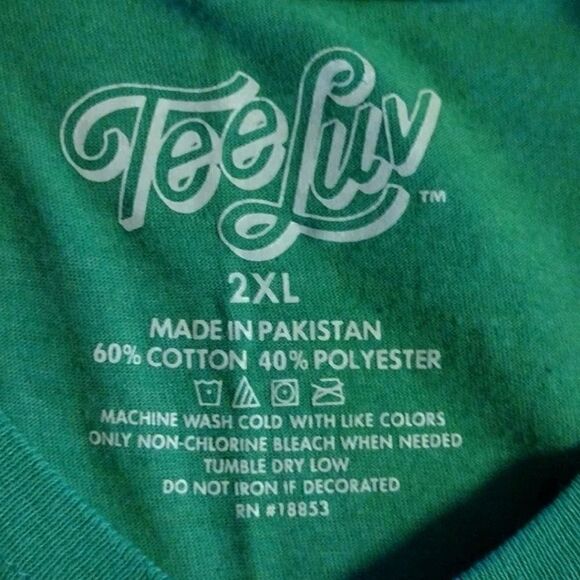 TeeLuv™
2XL
MADE IN PAKISTAN
60% COTTON 40% POLYESTER
MACHINE WASH COLD WITH LIKE COLORS
ONLY NON-CHLORINE BLEACH WHEN NEEDED
TUMBLE DRY LOW
DO NOT IRON IF DECORATED
RN #18853